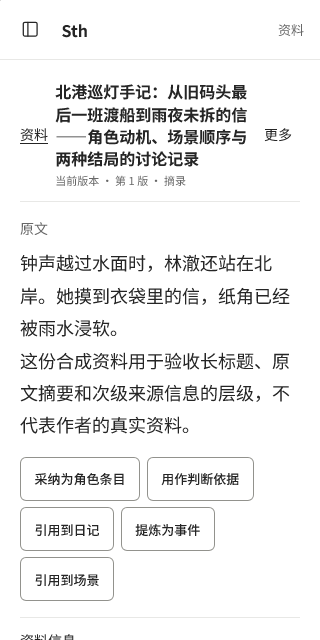 Sth
资料
资料
北港巡灯手记：从旧码头最
后一班渡船到雨夜未拆的信
——角色动机、场景顺序与
两种结局的讨论记录
更多
当前版本 · 第 1 版 · 摘录
原文
钟声越过水面时，林澈还站在北
岸。她摸到衣袋里的信，纸角已经
被雨水浸软。
这份合成资料用于验收长标题、原
文摘要和次级来源信息的层级，不
代表作者的真实资料。
采纳为角色条目
用作判断依据
引用到日记
提炼为事件
引用到场景
资料信息